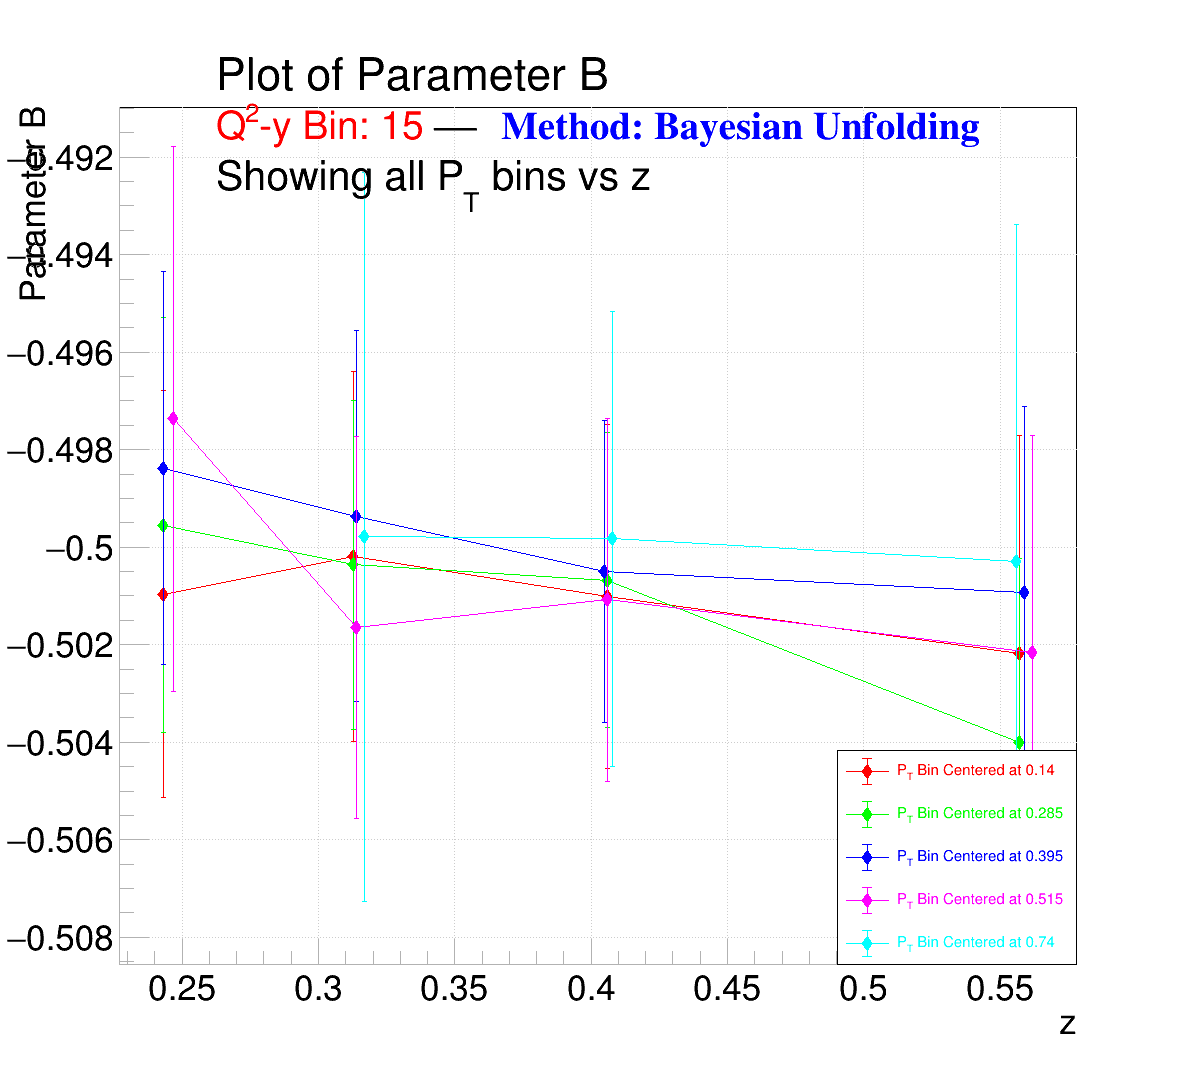 Plot of Parameter B
Q2-y Bin: 15 — Method: Bayesian Unfolding
Showing all PT bins vs z
Parameter B
−0.492
−0.494
−0.496
−0.498
−0.5
−0.502
−0.504
−0.506
−0.508
PT Bin Centered at 0.14
PT Bin Centered at 0.285
PT Bin Centered at 0.395
PT Bin Centered at 0.515
PT Bin Centered at 0.74
0.25 0.3 0.35 0.4 0.45 0.5 0.55
z